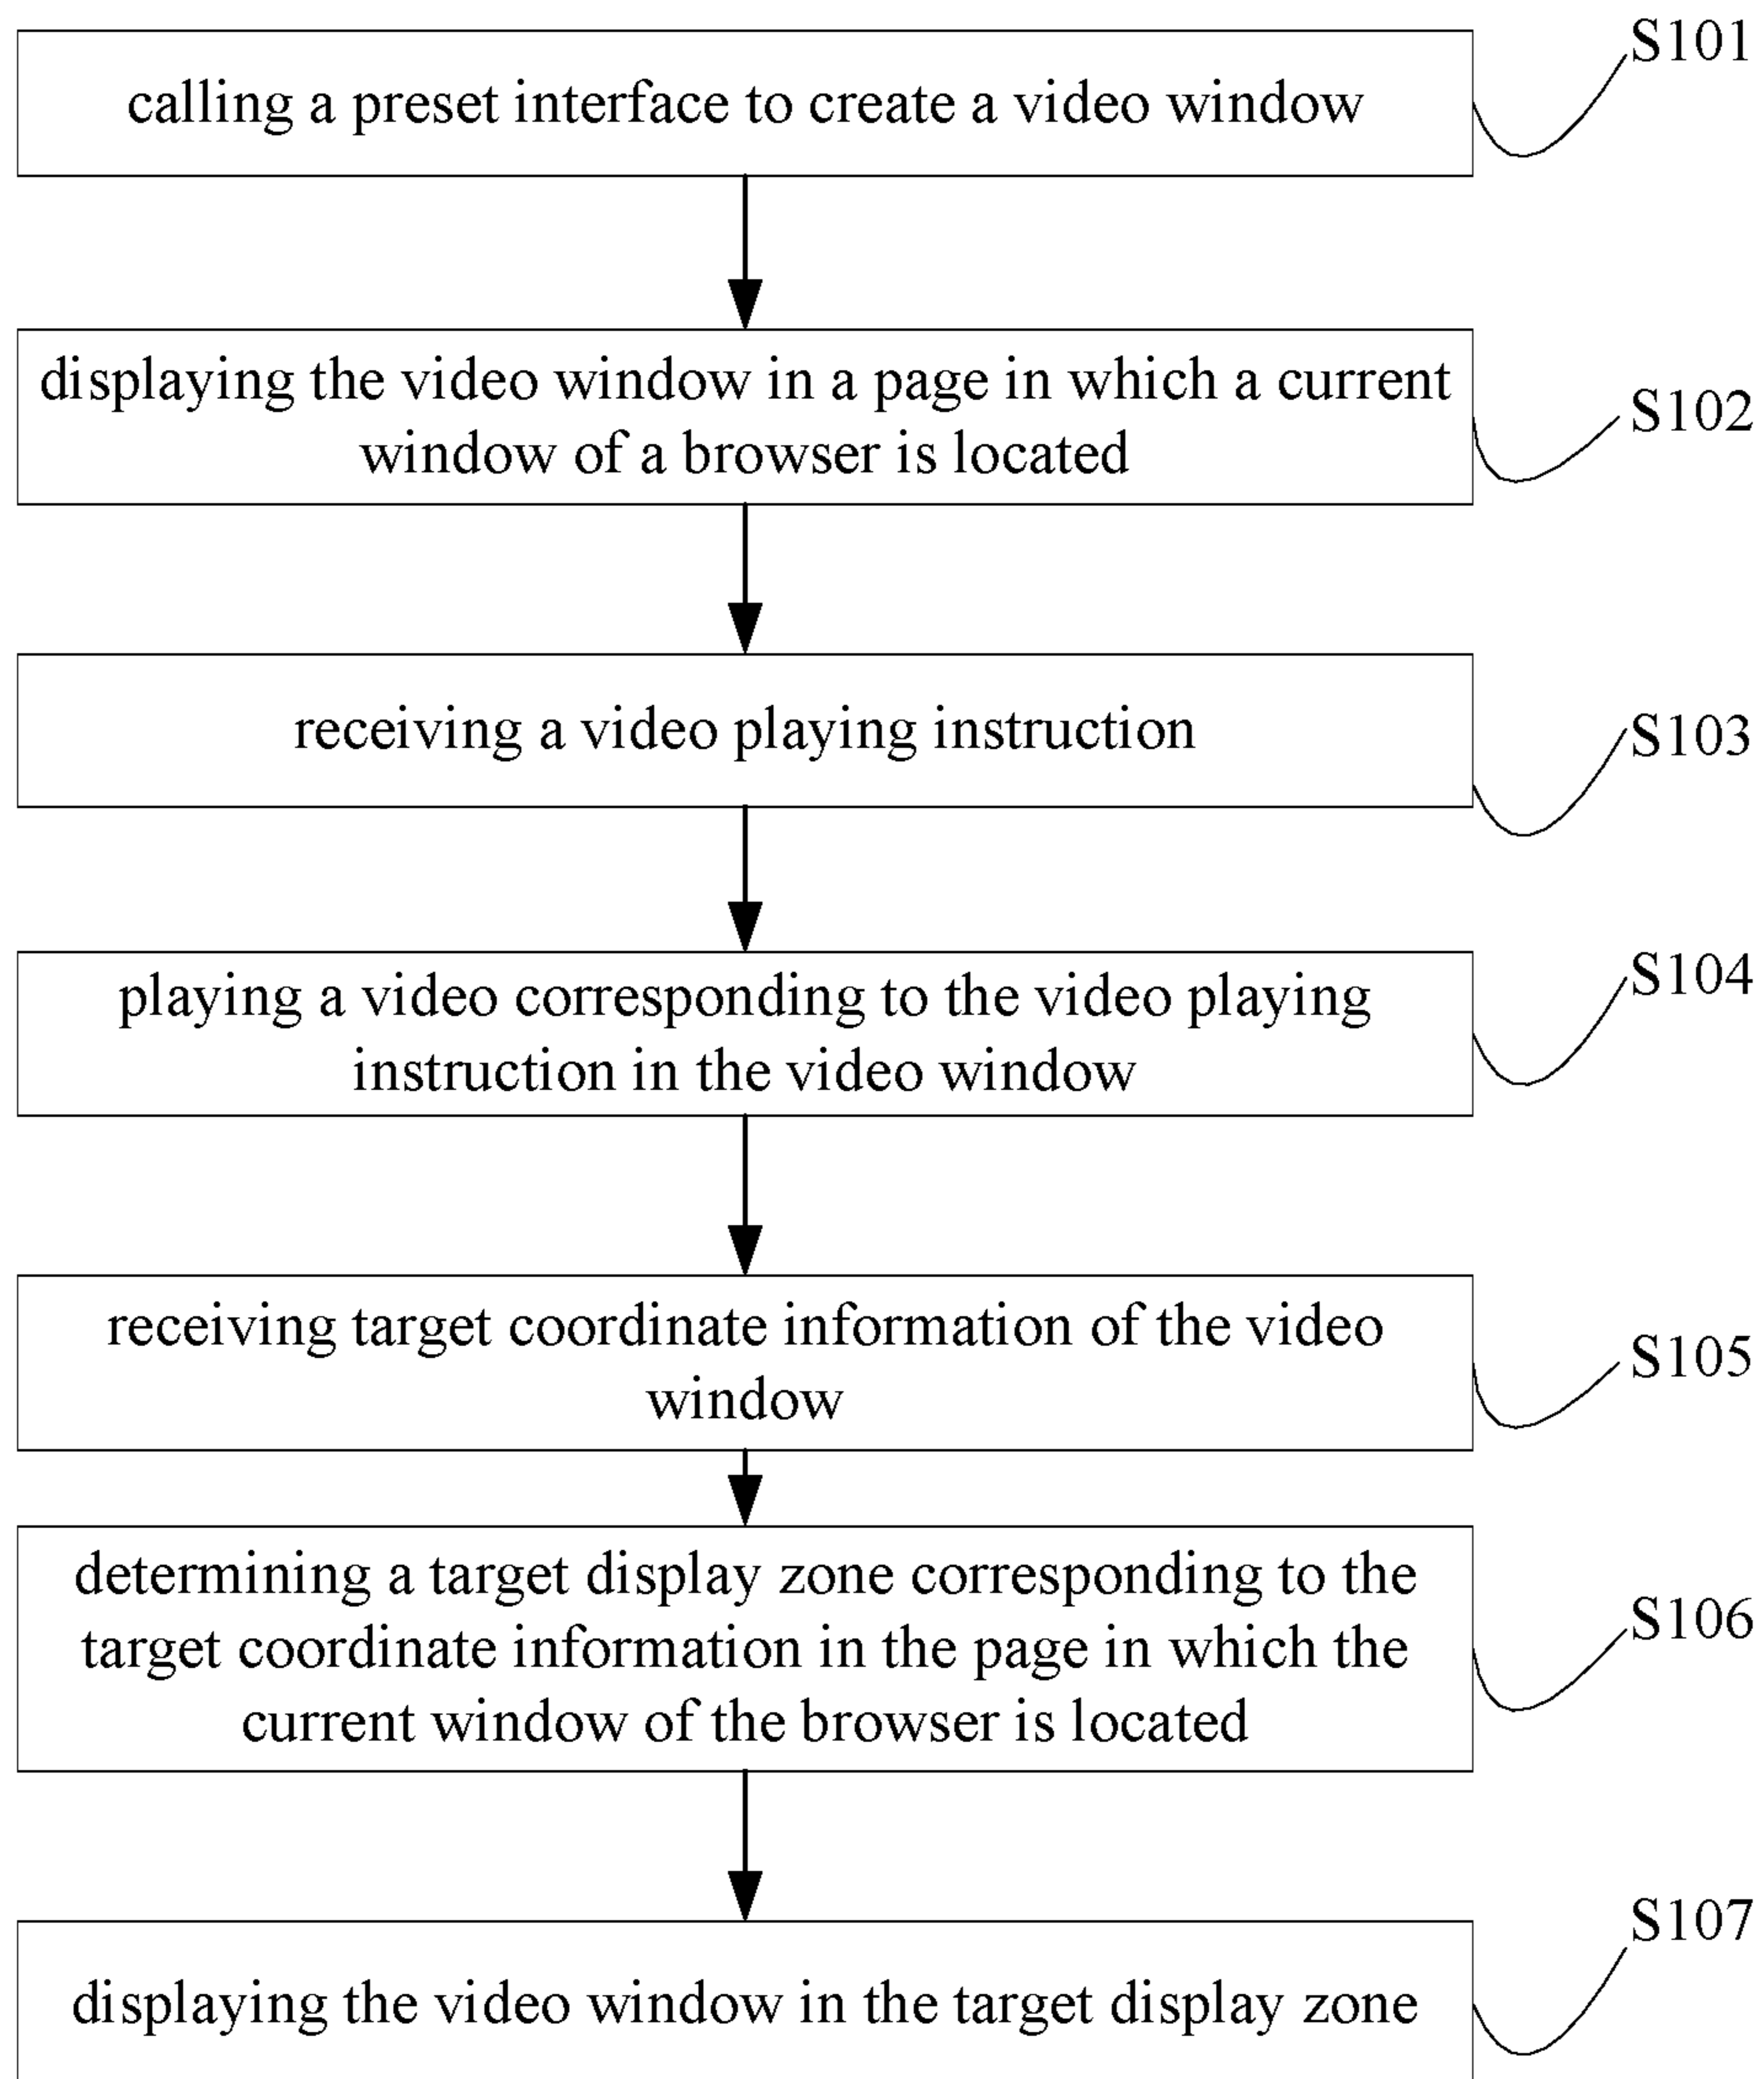 S101
calling a preset interface to create a video window
displaying the video window in a page in which a current
window of a browser is located
S102
receiving a video playing instruction
S103
playing a video corresponding to the video playing
instruction in the video window
S104
receiving target coordinate information of the video
window
S105
determining a target display zone corresponding to the
target coordinate information in the page in which the
current window of the browser is located
S106
S107
displaying the video window in the target display zone